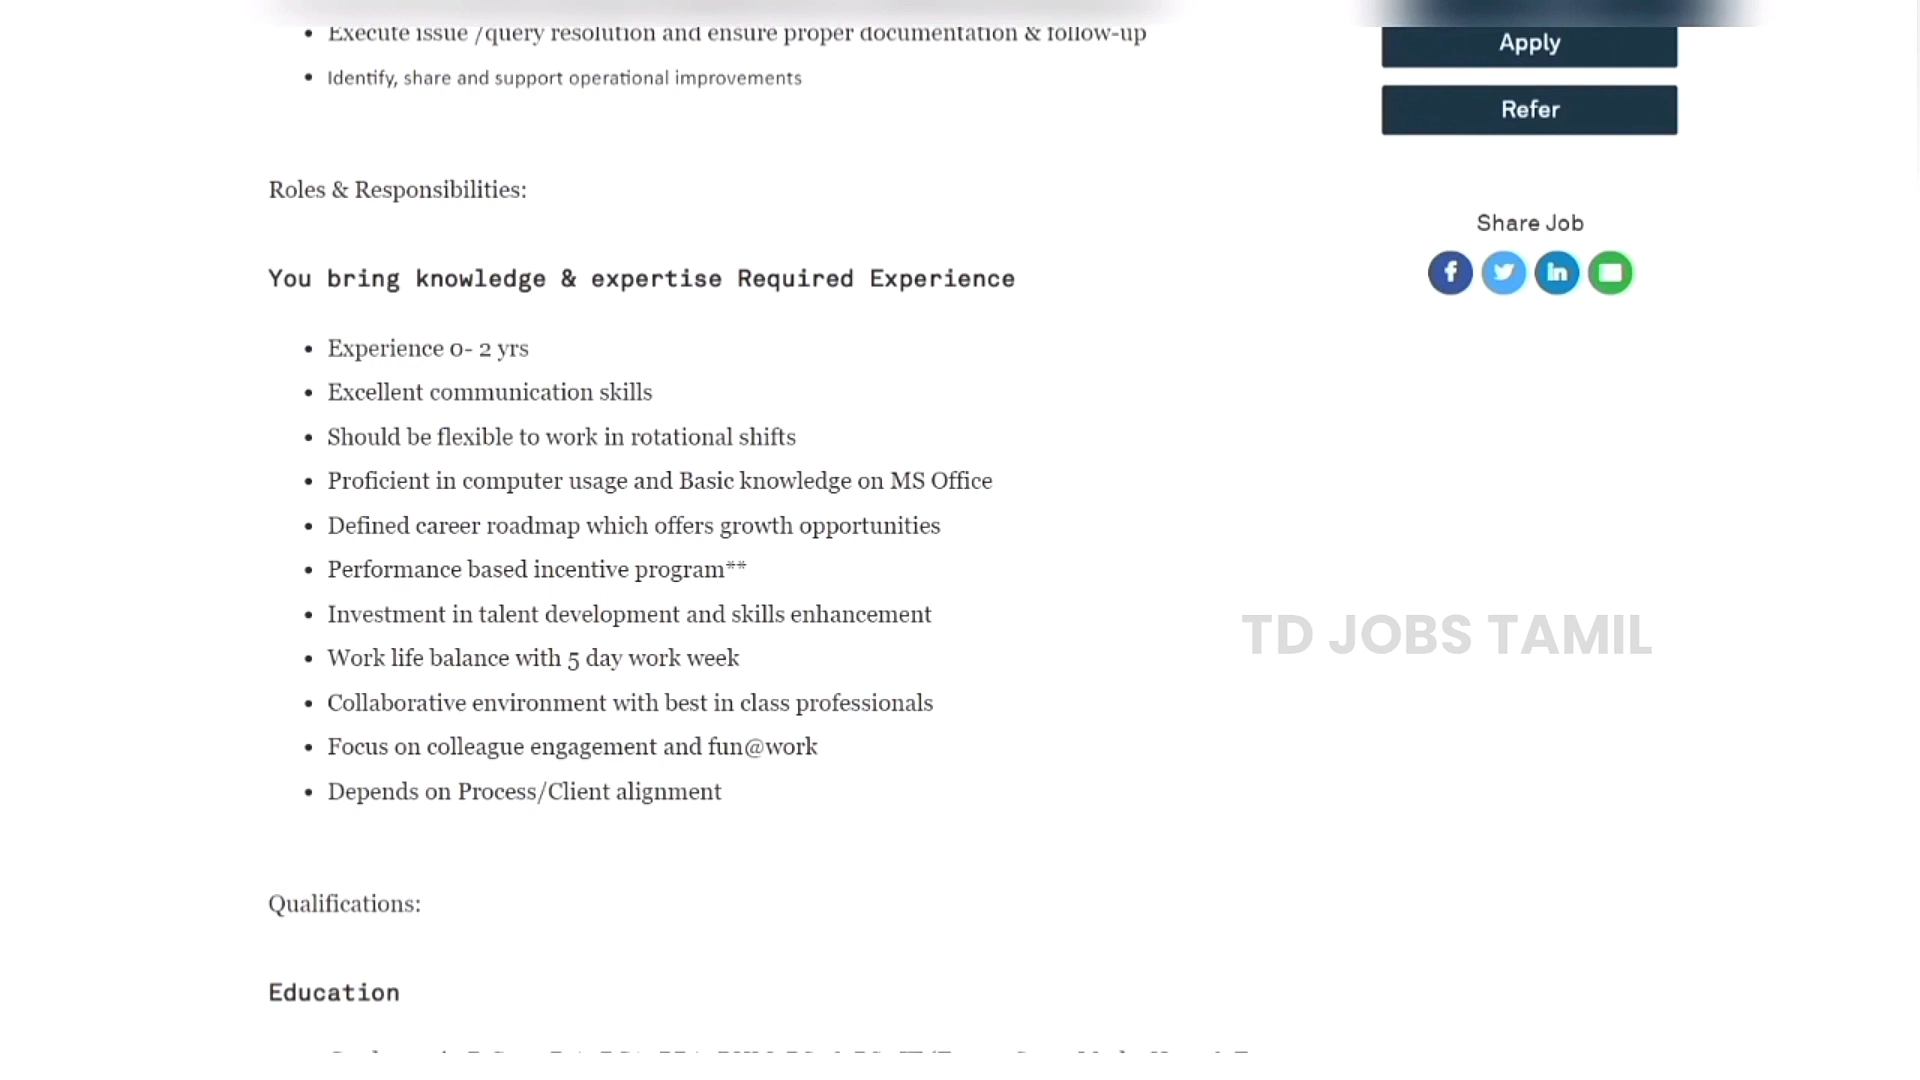 Execute issue /query resolution and ensure proper documentation & follow-up
Identify, share and support operational improvements
Apply
Refer
Share Job
Roles & Responsibilities:
You bring knowledge & expertise Required Experience
Experience 0- 2 yrs
Excellent communication skills
Should be flexible to work in rotational shifts
Proficient in computer usage and Basic knowledge on MS Office
Defined career roadmap which offers growth opportunities
Performance based incentive program**
Investment in talent development and skills enhancement
Work life balance with 5 day work week
Collaborative environment with best in class professionals
Focus on colleague engagement and fun@work
Depends on Process/Client alignment
TD JOBS TAMIL
Qualifications:
Education